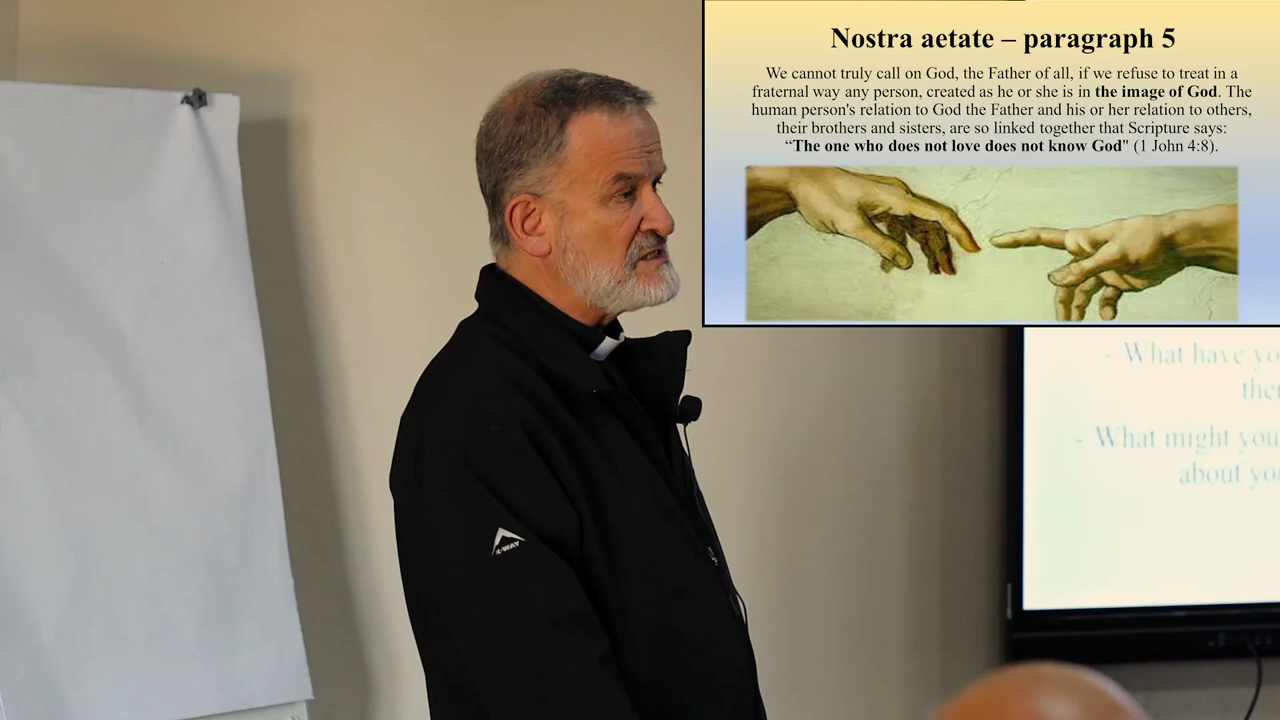 Nostra aetate – paragraph 5
We cannot truly call on God, the Father of all, if we refuse to treat in a
fraternal way any person, created as he or she is in the image of God. The
human person's relation to God the Father and his or her relation to others,
their brothers and sisters, are so linked together that Scripture says:
“The one who does not love does not know God" (1 John 4:8).
- What have yo
ther
- What might you
about yo
K-WAY